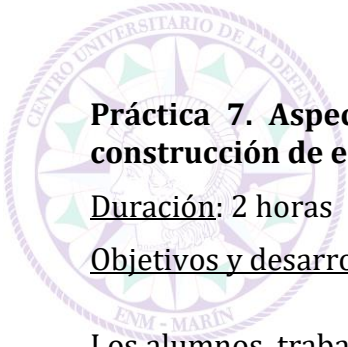 CENTRO UNIVERSITARIO DE LA DEFENSA
Práctica 7. Aspec
construcción de e
Duración: 2 horas
Objetivos y desarro
ENM - MARÍN
Los alumnos, traba